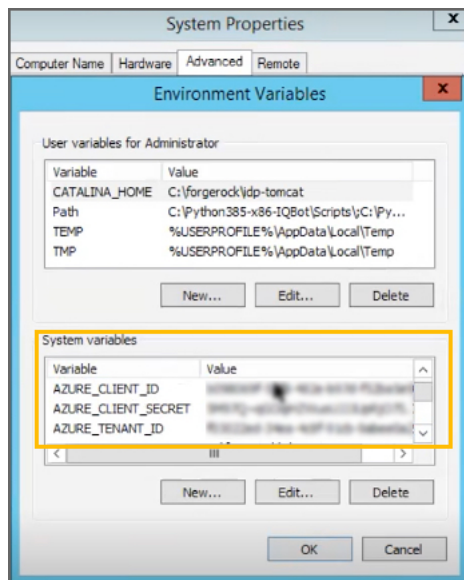 System Properties
x
Computer Name Hardware Advanced Remote
Environment Variables
x
User variables for Administrator
Variable Value
CATALINA_HOME C:\forgerock\idp-tomcat
Path C:\Python385-x86-IQBot\Scripts\;C:\Py...
TEMP %USERPROFILE%\AppData\Local\Temp
TMP %USERPROFILE%\AppData\Local\Temp
New... Edit... Delete
System variables
Variable Value
AZURE_CLIENT_ID
AZURE_CLIENT_SECRET
AZURE_TENANT_ID
New... Edit... Delete
OK Cancel